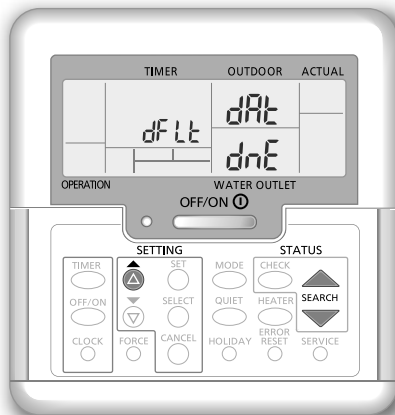 TIMER OUTDOOR ACTUAL
dFLt dAt
dnE
OPERATION WATER OUTLET
OFF/ON
SETTING STATUS
TIMER SET MODE CHECK
OFF/ON SELECT QUIET HEATER SEARCH
CLOCK FORCE CANCEL HOLIDAY ERROR RESET SERVICE